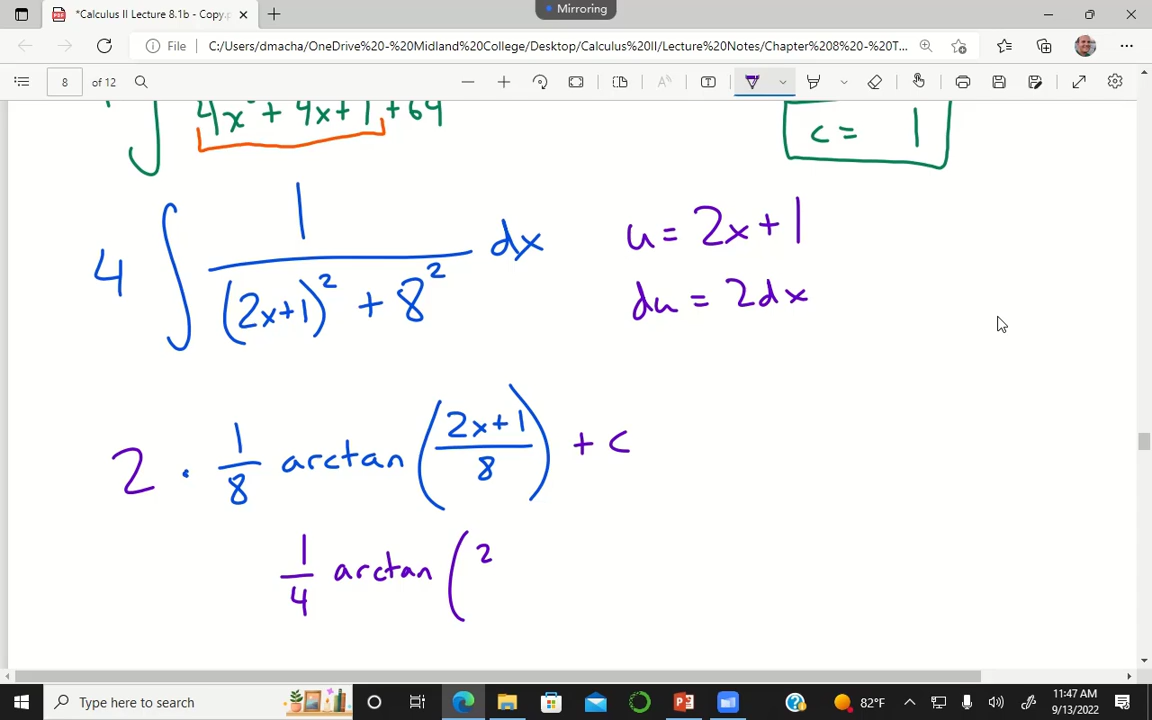 Mirroring
*Calculus II Lecture 8.1b - Copy.p
File C:/Users/dmacha/OneDrive%20-%20Midland%20College/Desktop/Calculus%20II/Lecture%20Notes/Chapter%208%20-%20T...
8 of 12
4x² + 4x + 1 + 64
c = 1
4 ∫ 1 / ((2x+1)² + 8²) dx
u = 2x + 1
du = 2dx
2 · 1/8 arctan ((2x+1)/8) + c
1/4 arctan ( 2
Type here to search
82°F
11:47 AM
9/13/2022